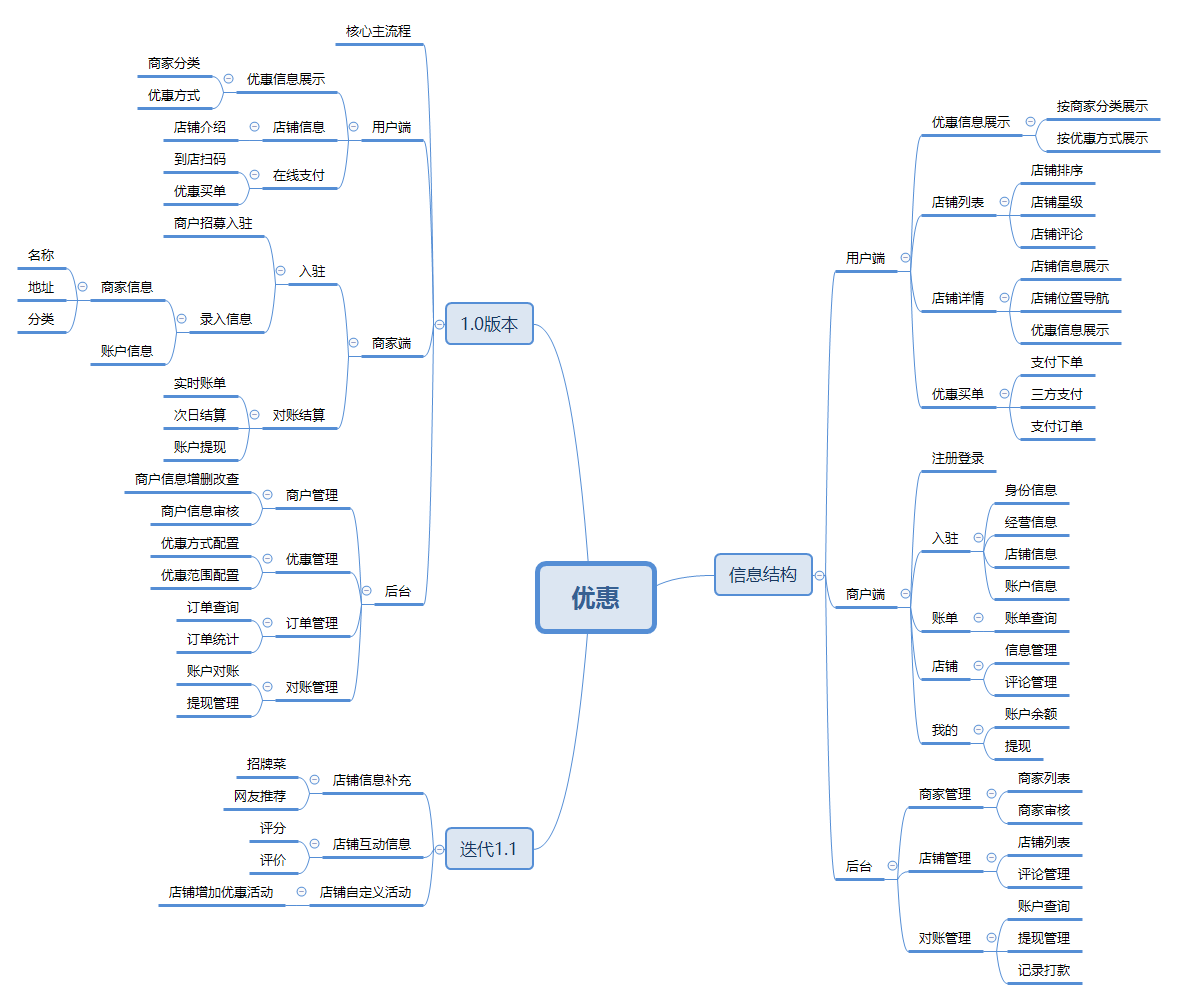 优惠
1.0版本
核心主流程
用户端
优惠信息展示
商家分类
优惠方式
店铺信息
店铺介绍
在线支付
到店扫码
优惠买单
商家端
入驻
商户招募入驻
录入信息
商家信息
名称
地址
分类
账户信息
对账结算
实时账单
次日结算
账户提现
后台
商户管理
商户信息增删改查
商户信息审核
优惠管理
优惠方式配置
优惠范围配置
订单管理
订单查询
订单统计
对账管理
账户对账
提现管理
迭代1.1
店铺信息补充
招牌菜
网友推荐
店铺互动信息
评分
评价
店铺自定义活动
店铺增加优惠活动
信息结构
用户端
优惠信息展示
按商家分类展示
按优惠方式展示
店铺列表
店铺排序
店铺星级
店铺评论
店铺详情
店铺信息展示
店铺位置导航
优惠信息展示
优惠买单
支付下单
三方支付
支付订单
商户端
注册登录
入驻
身份信息
经营信息
店铺信息
账户信息
账单
账单查询
店铺
信息管理
评论管理
我的
账户余额
提现
后台
商家管理
商家列表
商家审核
店铺管理
店铺列表
评论管理
对账管理
账户查询
提现管理
记录打款